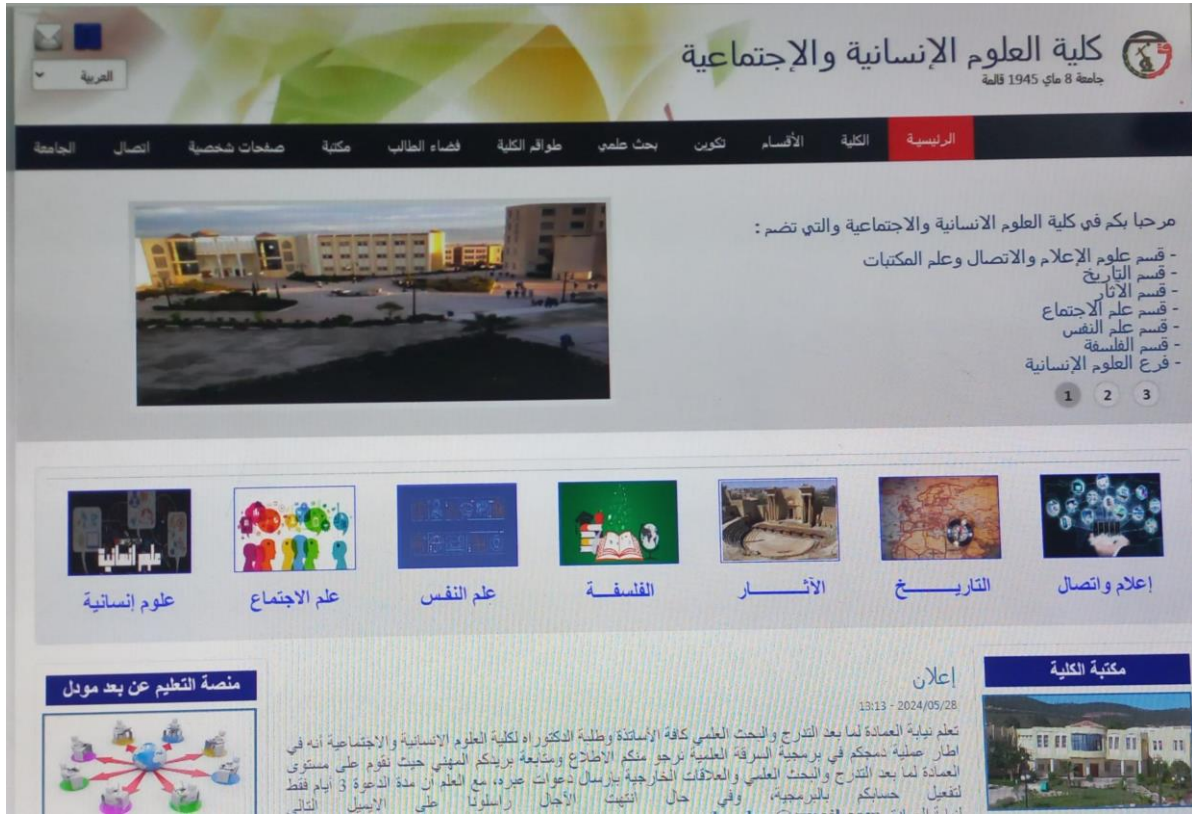 كلية العلوم الإنسانية والإجتماعية
جامعة 8 ماي 1945 قالمة
العربية
الرئيسية الكلية الأقسام تكوين بحث علمي طواقم الكلية فضاء الطالب مكتبة صفحات شخصية اتصال الجامعة
مرحبا بكم في كلية العلوم الانسانية والاجتماعية والتي تضم :
- قسم علوم الإعلام والاتصال وعلم المكتبات
- قسم التاريخ
- قسم الاثار
- قسم علم الاجتماع
- قسم علم النفس
- قسم الفلسفة
- فرع العلوم الإنسانية
1 2 3
علوم انسانية
إعلام واتصال التاريـــــخ الآثـــــار الفلسفـــة علم النفس علم الاجتماع علوم إنسانية
مكتبة الكلية
إعلان
2024/05/28 - 13:13
تعلم نيابة العمادة لما بعد التدرج والبحث العلمي كافة الأساتذة وطلبة الدكتوراه لكلية العلوم الانسانية والاجتماعية أنه في
اطار عملية دمجكم في برمجية السرقة العلمية نرجو منكم الاطلاع ومتابعة بريدكم المهني حيث نقوم على مستوى
العمادة لما بعد التدرج والبحث العلمي والعلاقات الخارجية بارسال دعوات عبره، مع العلم أن مدة الدعوة 3 أيام فقط
لتفعيل حسابكم بالبرمجية، وفي حال انتهت الآجال راسلونا على الايميل التالي
منصة التعليم عن بعد مودل